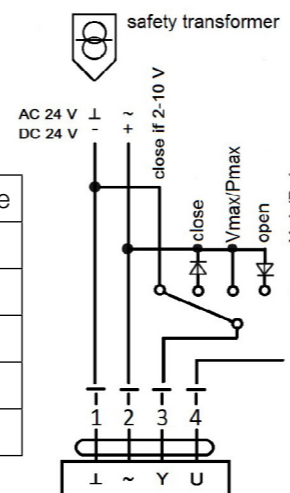 safety transformer
AC 24 V ⊥ ~
DC 24 V - +
close if 2-10 V
close
Vmax/Pmax
open
e
1 2 3 4
⊥ ~ Y U